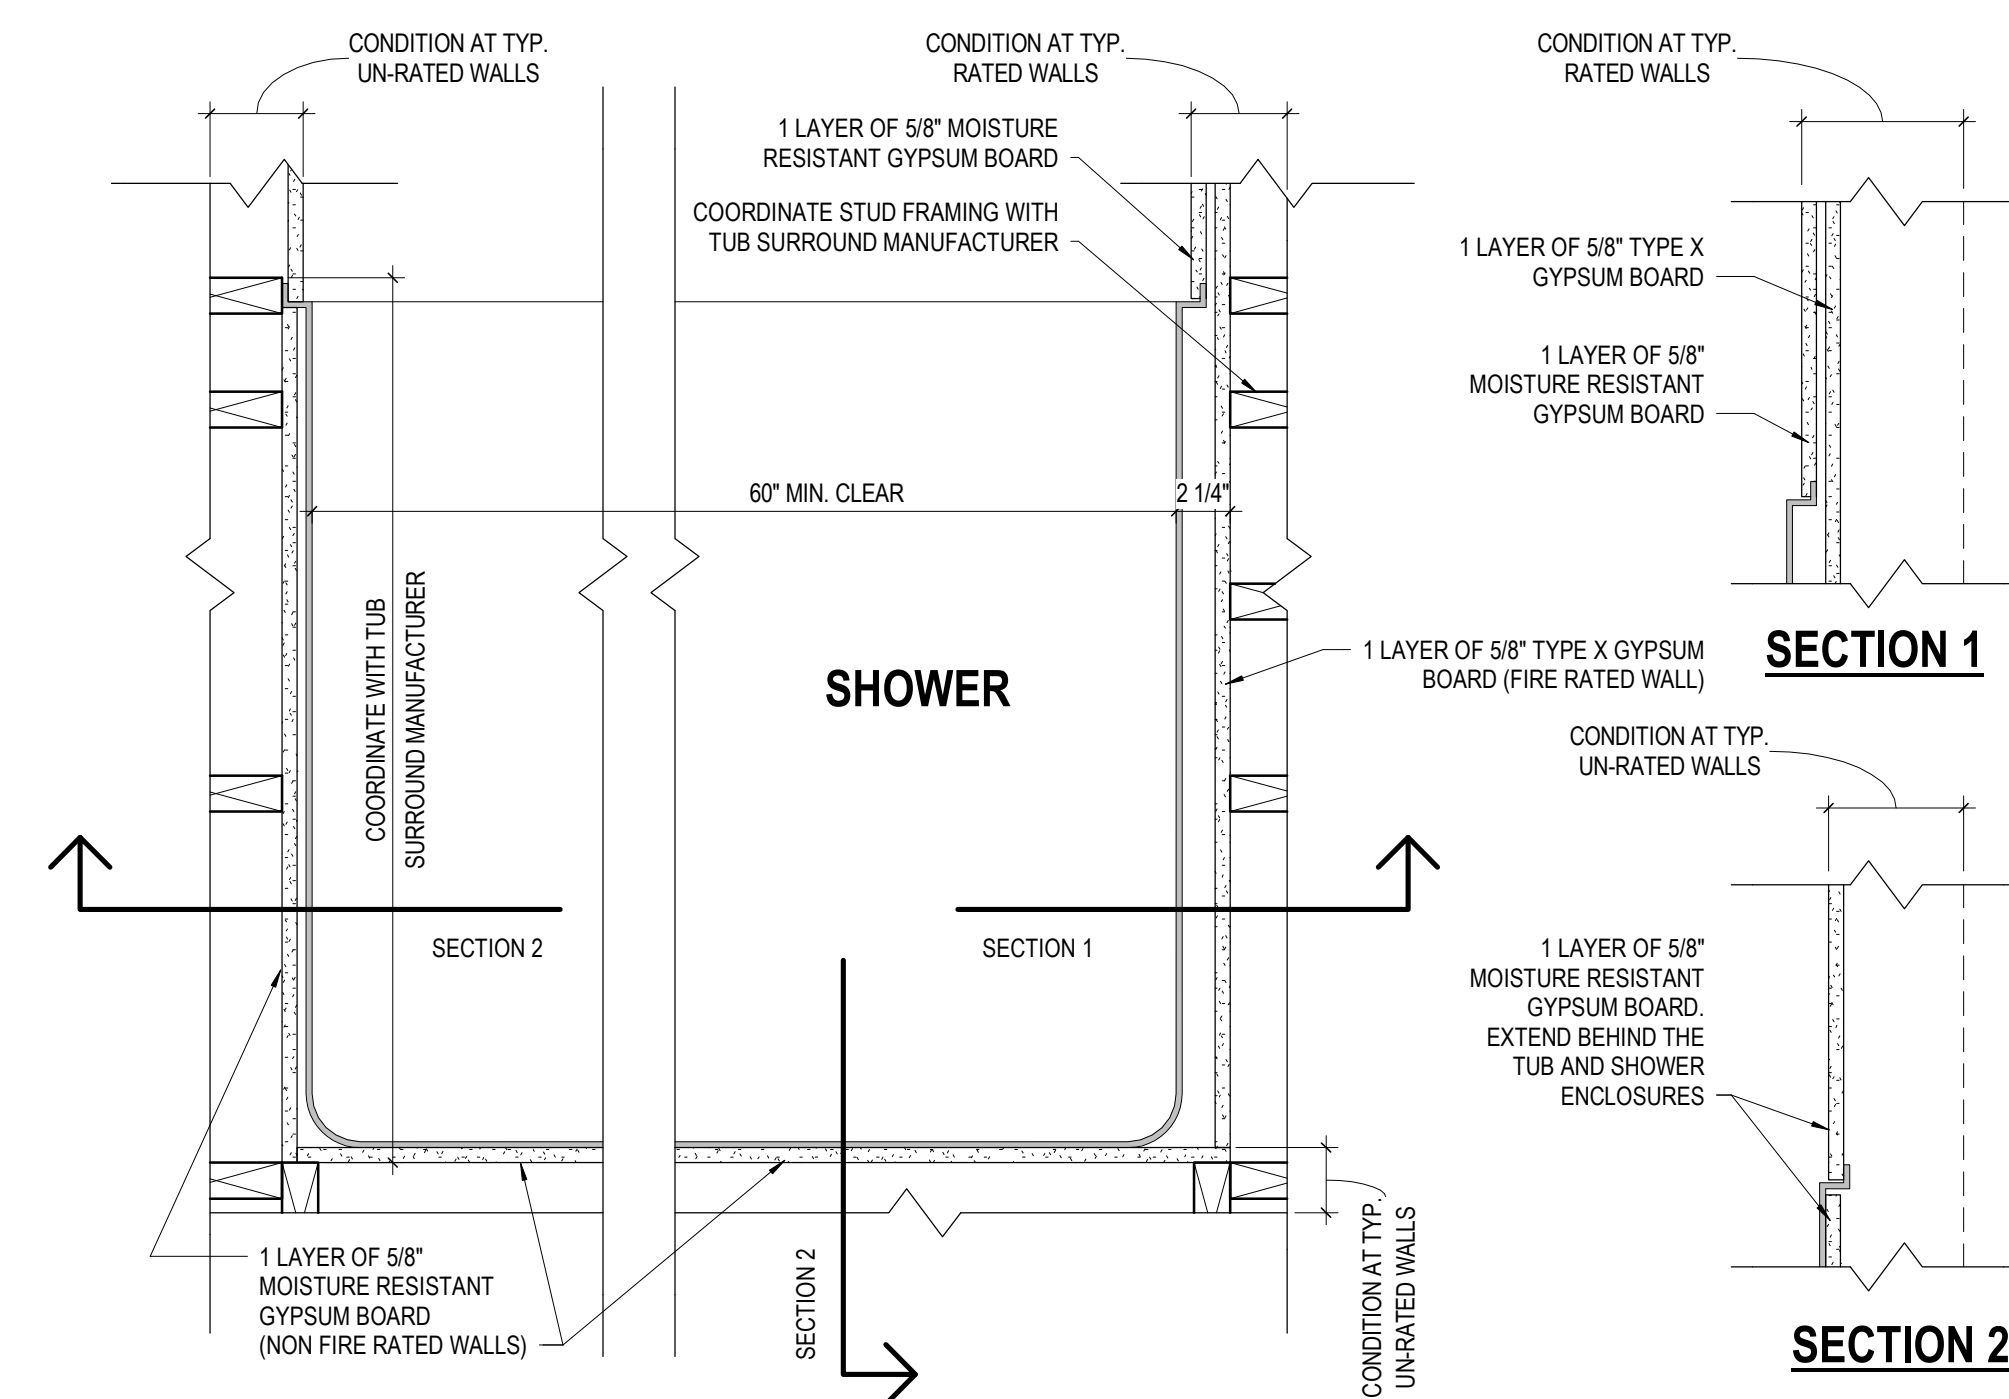 CONDITION AT TYP.
UN-RATED WALLS
CONDITION AT TYP.
RATED WALLS
CONDITION AT TYP.
RATED WALLS
1 LAYER OF 5/8" MOISTURE
RESISTANT GYPSUM BOARD
COORDINATE STUD FRAMING WITH
TUB SURROUND MANUFACTURER
1 LAYER OF 5/8" TYPE X
GYPSUM BOARD
1 LAYER OF 5/8"
MOISTURE RESISTANT
GYPSUM BOARD
60" MIN. CLEAR
2 1/4"
COORDINATE WITH TUB
SURROUND MANUFACTURER
SHOWER
1 LAYER OF 5/8" TYPE X GYPSUM
BOARD (FIRE RATED WALL)
SECTION 1
CONDITION AT TYP.
UN-RATED WALLS
SECTION 2
SECTION 1
1 LAYER OF 5/8"
MOISTURE RESISTANT
GYPSUM BOARD.
EXTEND BEHIND THE
TUB AND SHOWER
ENCLOSURES
1 LAYER OF 5/8"
MOISTURE RESISTANT
GYPSUM BOARD
(NON FIRE RATED WALLS)
SECTION 2
CONDITION AT TYP.
UN-RATED WALLS
SECTION 2